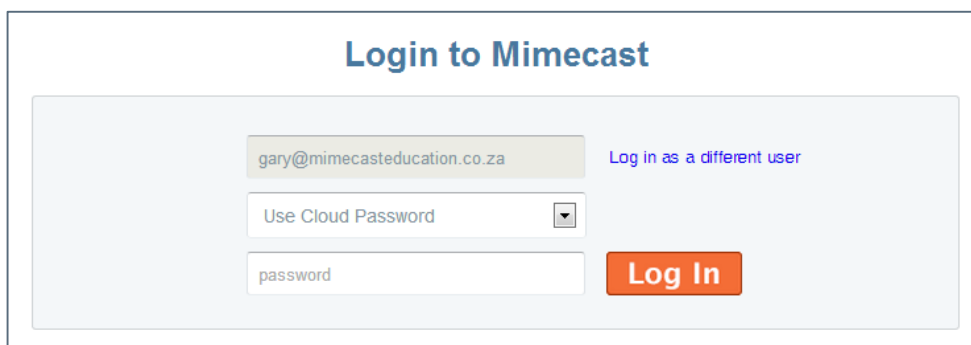 Login to Mimecast
gary@mimecasteducation.co.za Log in as a different user
Use Cloud Password
password Log In